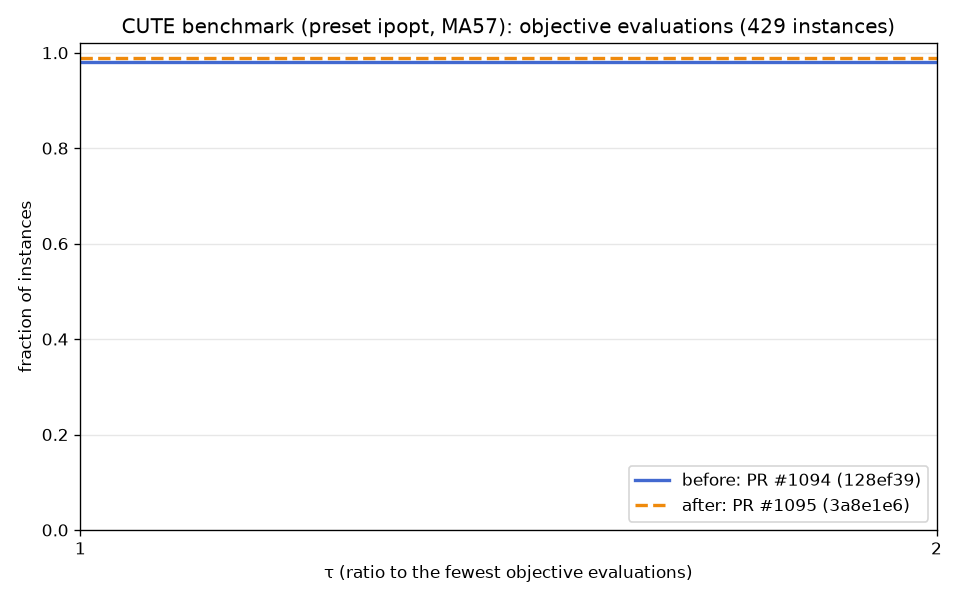 CUTE benchmark (preset ipopt, MA57): objective evaluations (429 instances)
1.0
0.8
0.6
0.4
0.2
0.0
fraction of instances
before: PR #1094 (128ef39)
after: PR #1095 (3a8e1e6)
1
2
τ (ratio to the fewest objective evaluations)